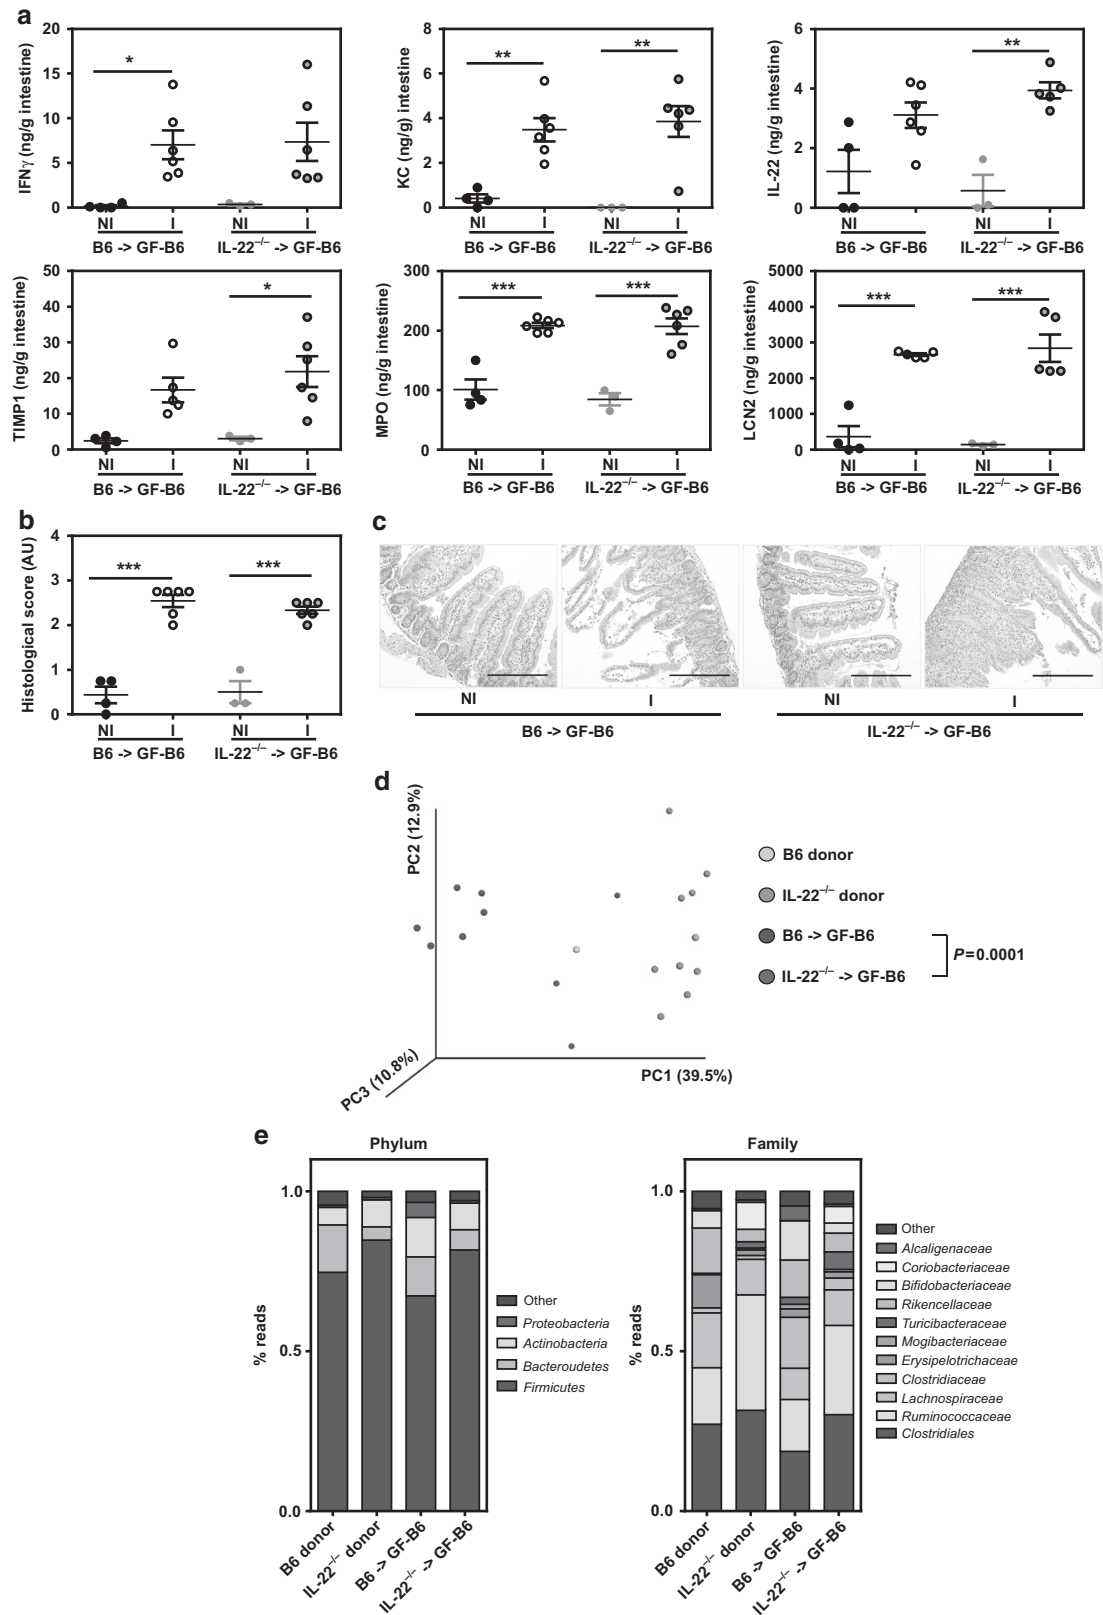 a
IFNγ (ng/g intestine)
20
15
10
5
0
*
NI
I
NI
I
B6 -> GF-B6
IL-22⁻/⁻ -> GF-B6
KC (ng/g) intestine
8
6
4
2
0
**
**
NI
I
NI
I
B6 -> GF-B6
IL-22⁻/⁻ -> GF-B6
IL-22 (ng/g intestine)
6
4
2
0
**
NI
I
NI
I
B6 -> GF-B6
IL-22⁻/⁻ -> GF-B6
TIMP1 (ng/g intestine)
50
40
30
20
10
0
*
NI
I
NI
I
B6 -> GF-B6
IL-22⁻/⁻ -> GF-B6
MPO (ng/g intestine)
300
200
100
0
***
***
NI
I
NI
I
B6 -> GF-B6
IL-22⁻/⁻ -> GF-B6
LCN2 (ng/g intestine)
5000
4000
3000
2000
1000
0
***
***
NI
I
NI
I
B6 -> GF-B6
IL-22⁻/⁻ -> GF-B6
b
Histological score (AU)
4
3
2
1
0
***
***
NI
I
NI
I
B6 -> GF-B6
IL-22⁻/⁻ -> GF-B6
c
NI
I
NI
I
B6 -> GF-B6
IL-22⁻/⁻ -> GF-B6
d
PC2 (12.9%)
PC3 (10.8%)
PC1 (39.5%)
B6 donor
IL-22⁻/⁻ donor
B6 -> GF-B6
IL-22⁻/⁻ -> GF-B6
P=0.0001
e
Phylum
% reads
1.0
0.5
0.0
B6 donor
IL-22⁻/⁻ donor
B6 -> GF-B6
IL-22⁻/⁻ -> GF-B6
Other
Proteobacteria
Actinobacteria
Bacteroudetes
Firmicutes
Family
% reads
1.0
0.5
0.0
B6 donor
IL-22⁻/⁻ donor
B6 -> GF-B6
IL-22⁻/⁻ -> GF-B6
Other
Alcaligenaceae
Coriobacteriaceae
Bifidobacteriaceae
Rikencellaceae
Turicibacteraceae
Mogibacteriaceae
Erysipelotrichaceae
Clostridiaceae
Lachnospiraceae
Ruminococcaceae
Clostridiales